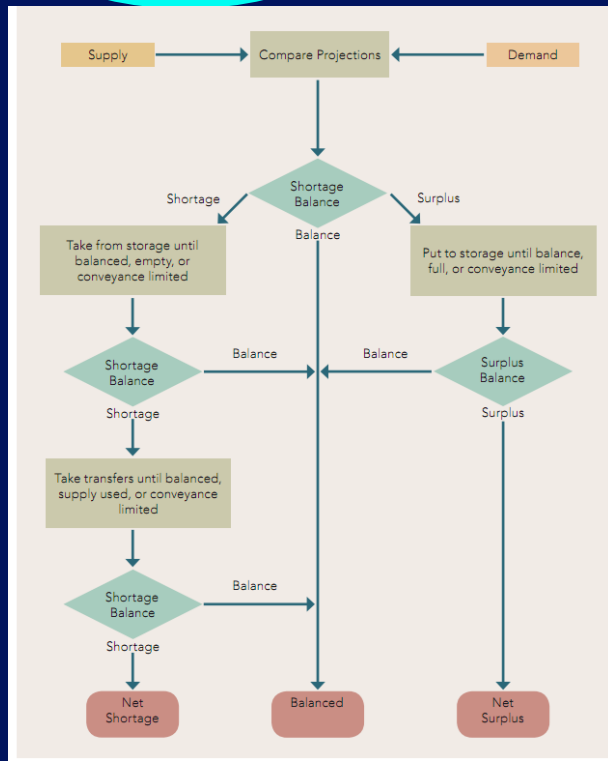 Supply
Compare Projections
Demand
Shortage
Balance
Shortage
Surplus
Balance
Take from storage until
balanced, empty, or
conveyance limited
Put to storage until balance,
full, or conveyance limited
Shortage
Balance
Balance
Balance
Surplus
Balance
Shortage
Surplus
Take transfers until balanced,
supply used, or conveyance
limited
Shortage
Balance
Balance
Shortage
Net
Shortage
Balanced
Net
Surplus